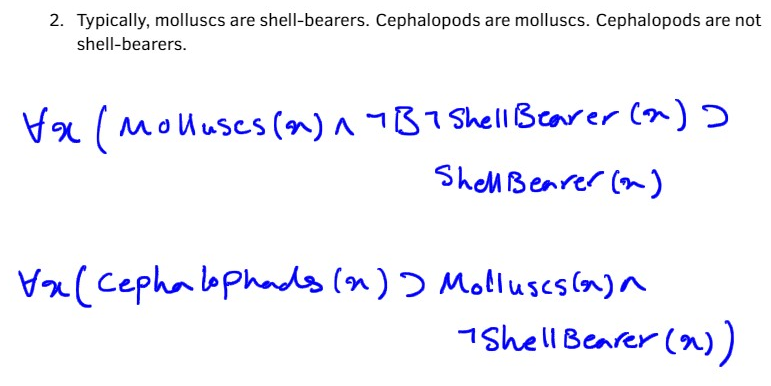 2. Typically, molluscs are shell-bearers. Cephalopods are molluscs. Cephalopods are not
shell-bearers.
∀x ( Molluscs(x) ∧ ¬B¬ShellBearer(x) ⊃
ShellBearer(x)
∀x ( Cephalophads(x) ⊃ Molluscs(x) ∧
¬ShellBearer(x))